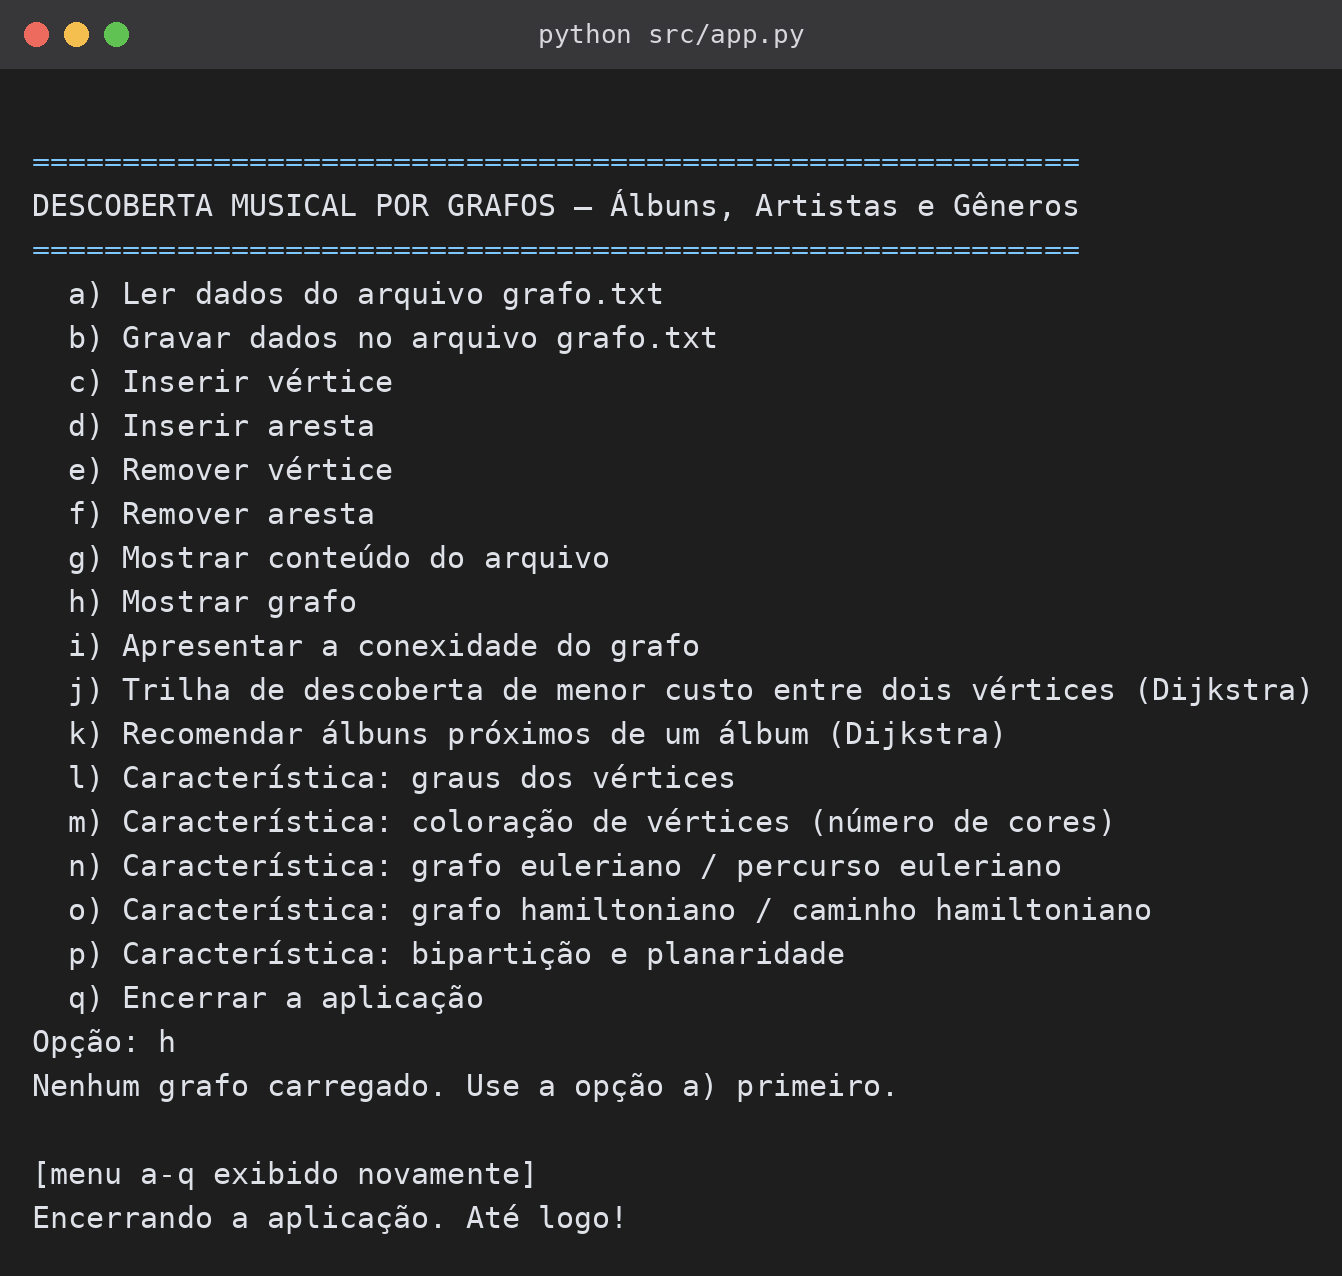 python src/app.py
==========================================================
DESCOBERTA MUSICAL POR GRAFOS — Álbuns, Artistas e Gêneros
==========================================================
a) Ler dados do arquivo grafo.txt
b) Gravar dados no arquivo grafo.txt
c) Inserir vértice
d) Inserir aresta
e) Remover vértice
f) Remover aresta
g) Mostrar conteúdo do arquivo
h) Mostrar grafo
i) Apresentar a conexidade do grafo
j) Trilha de descoberta de menor custo entre dois vértices (Dijkstra)
k) Recomendar álbuns próximos de um álbum (Dijkstra)
l) Característica: graus dos vértices
m) Característica: coloração de vértices (número de cores)
n) Característica: grafo euleriano / percurso euleriano
o) Característica: grafo hamiltoniano / caminho hamiltoniano
p) Característica: bipartição e planaridade
q) Encerrar a aplicação
Opção: h
Nenhum grafo carregado. Use a opção a) primeiro.
[menu a-q exibido novamente]
Encerrando a aplicação. Até logo!